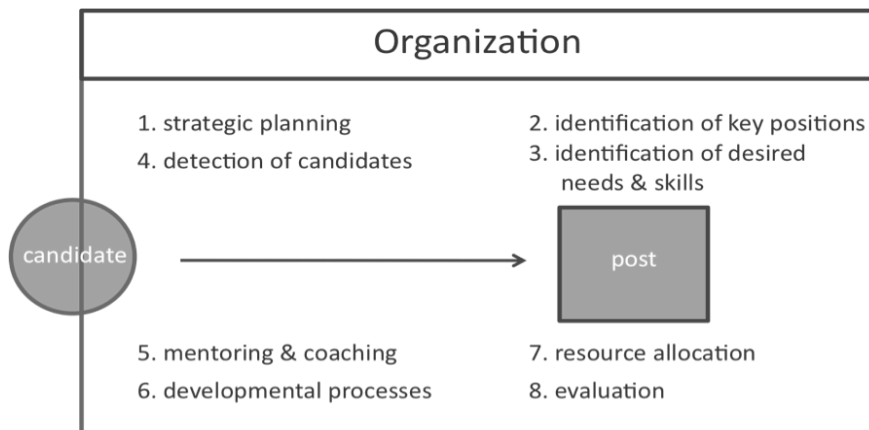 Organization
1. strategic planning
4. detection of candidates
2. identification of key positions
3. identification of desired
needs & skills
candidate
post
5. mentoring & coaching
6. developmental processes
7. resource allocation
8. evaluation